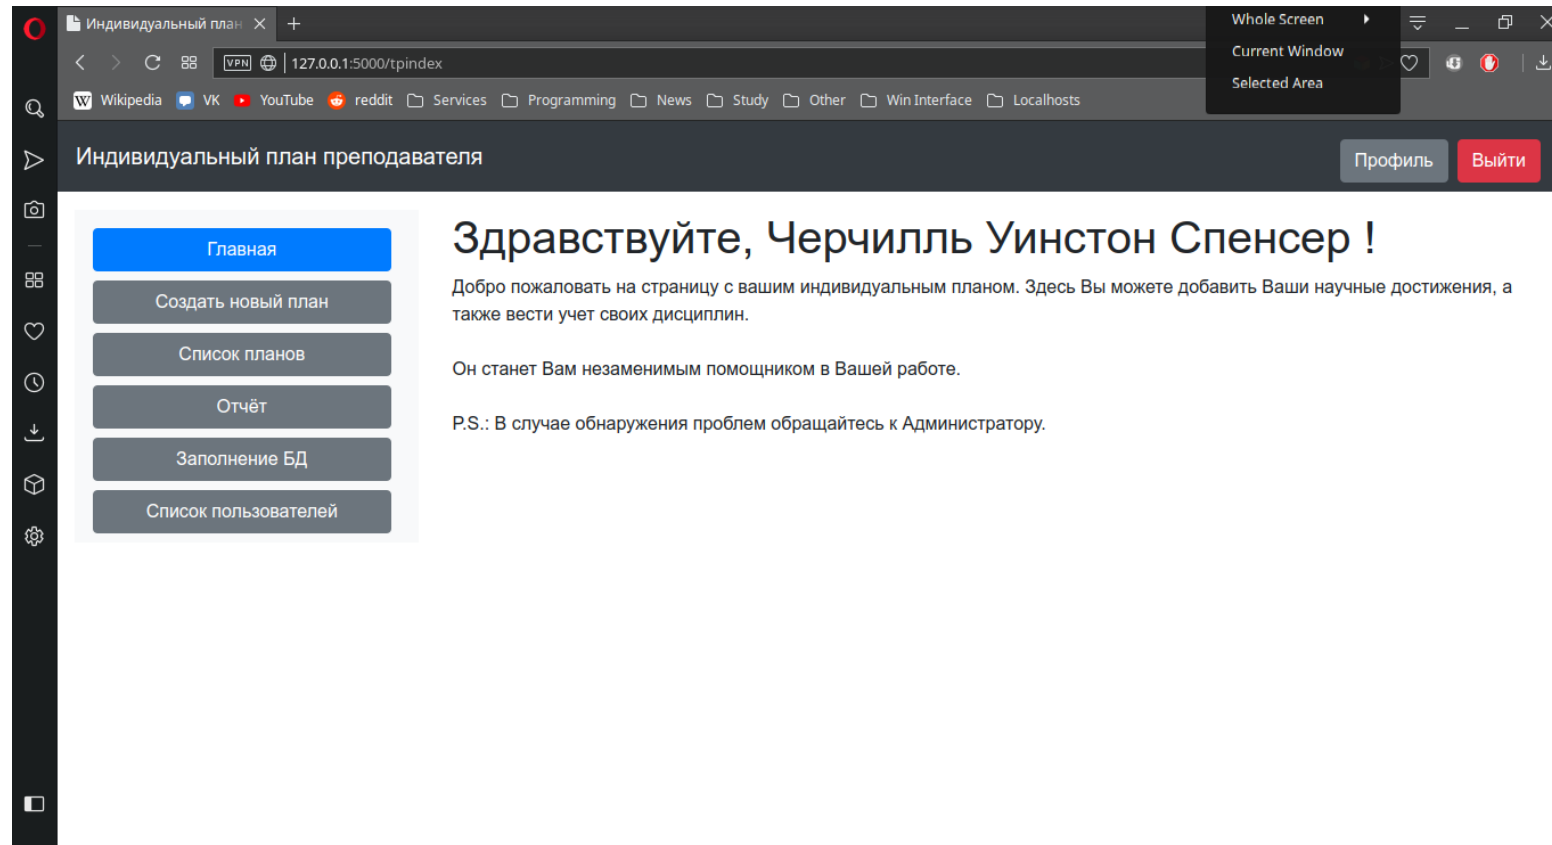 Индивидуальный план
Whole Screen
Current Window
Selected Area
VPN 127.0.0.1:5000/tpindex
Wikipedia VK YouTube reddit Services Programming News Study Other Win Interface Localhosts
Индивидуальный план преподавателя
Профиль Выйти
Главная
Создать новый план
Список планов
Отчёт
Заполнение БД
Список пользователей
Здравствуйте, Черчилль Уинстон Спенсер !
Добро пожаловать на страницу с вашим индивидуальным планом. Здесь Вы можете добавить Ваши научные достижения, а
также вести учет своих дисциплин.
Он станет Вам незаменимым помощником в Вашей работе.
P.S.: В случае обнаружения проблем обращайтесь к Администратору.